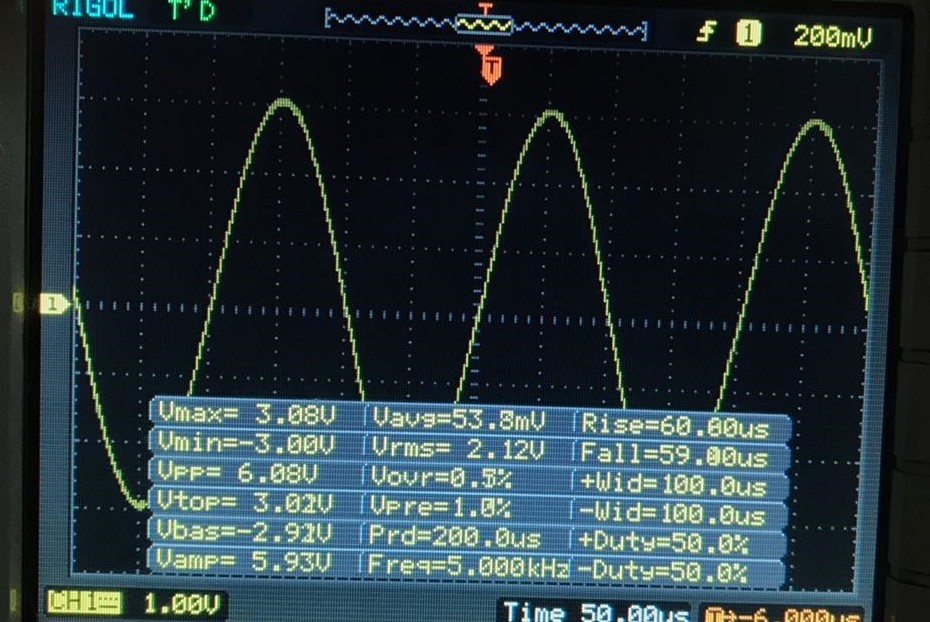 RIGOL T'D 1 200mV
T
T
1
Vmax= 3.08V Vavg=53.8mV Rise=60.00us
Vmin=-3.00V Vrms= 2.12V Fall=59.00us
Vpp= 6.08V Vovr=0.5% +Wid=100.0us
Vtop= 3.02V Vpre=1.0% -Wid=100.0us
Vbas=-2.92V Prd=200.0us +Duty=50.0%
Vamp= 5.93V Freq=5.000kHz -Duty=50.0%
CH1 1.00V Time 50.00us T→-6.000us